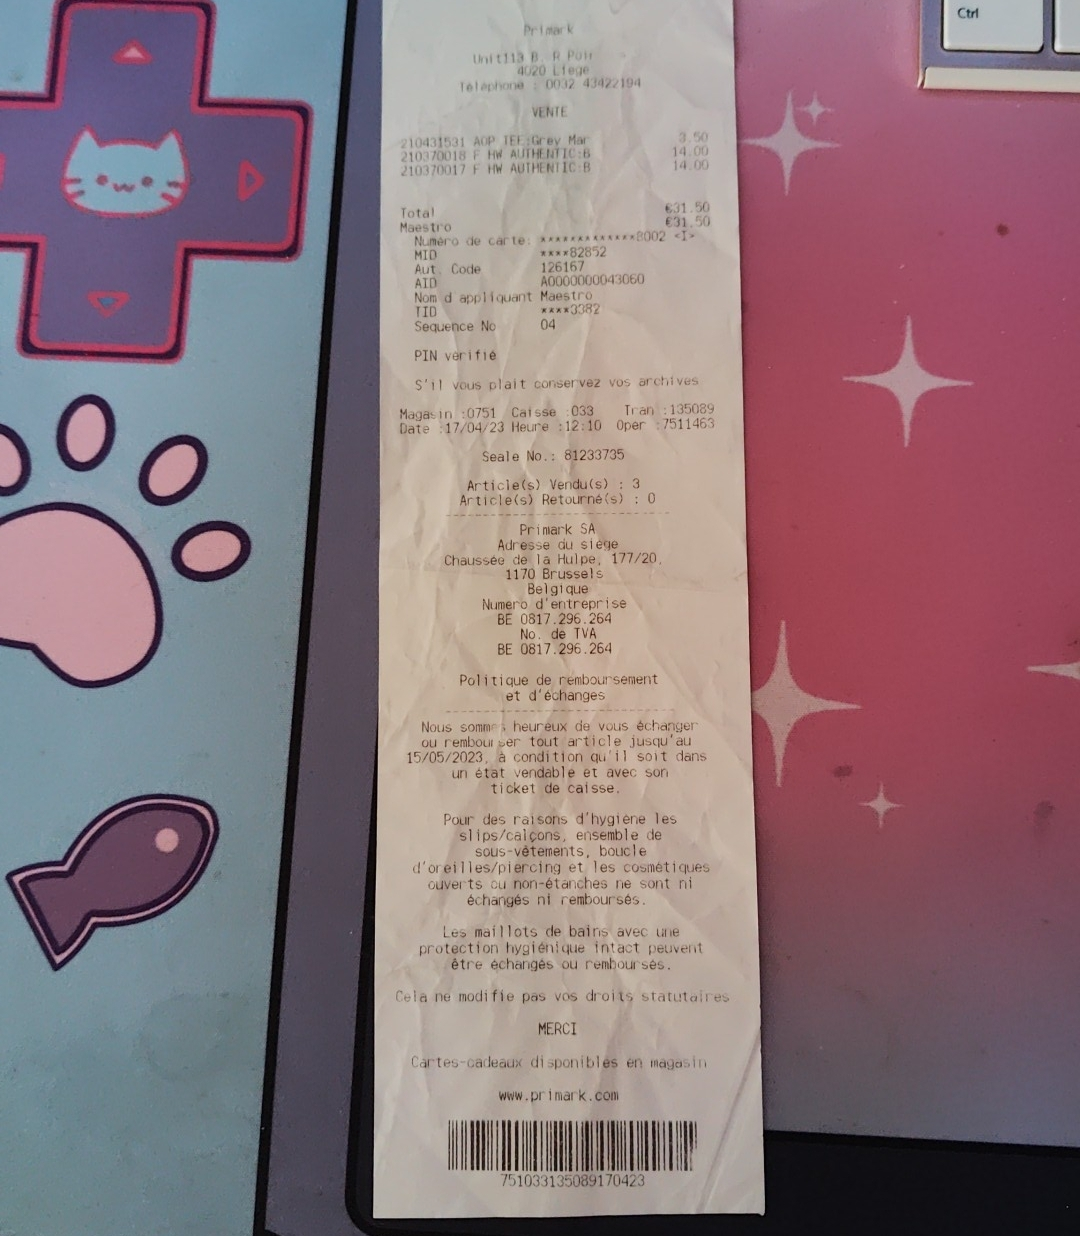 Ctrl
Primark
Unit113 B. R Poir
4020 Liege
Téléphone : 0032 43422194
VENTE
210431531 AOP TEE:Grey Mar 3.50
210370018 F HW AUTHENTIC:B 14.00
210370017 F HW AUTHENTIC:B 14.00
Total €31.50
Maestro €31.50
Numéro de carte: *************8002 <I>
MID ****82852
Aut. Code 126167
AID A0000000043060
Nom d'appliquant Maestro
TID ****3382
Sequence No 04
PIN verifié
S'il vous plait conservez vos archives
Magasin :0751 Caisse :033 Tran :135089
Date :17/04/23 Heure :12:10 Oper :7511463
Seale No.: 81233735
Article(s) Vendu(s) : 3
Article(s) Retourné(s) : 0
Primark SA
Adresse du siège
Chaussée de la Hulpe, 177/20,
1170 Brussels
Belgique
Numero d'entreprise
BE 0817.296.264
No. de TVA
BE 0817.296.264
Politique de remboursement
et d'échanges
Nous sommes heureux de vous échanger
ou rembourser tout article jusqu'au
15/05/2023, à condition qu'il soit dans
un état vendable et avec son
ticket de caisse.
Pour des raisons d'hygiène les
slips/calçons, ensemble de
sous-vêtements, boucle
d'oreilles/piercing et les cosmétiques
ouverts ou non-étanches ne sont ni
échangés ni remboursés.
Les maillots de bains avec une
protection hygiénique intact peuvent
être échangés ou remboursés.
Cela ne modifie pas vos droits statutaires
MERCI
Cartes-cadeaux disponibles en magasin
www.primark.com
751033135089170423